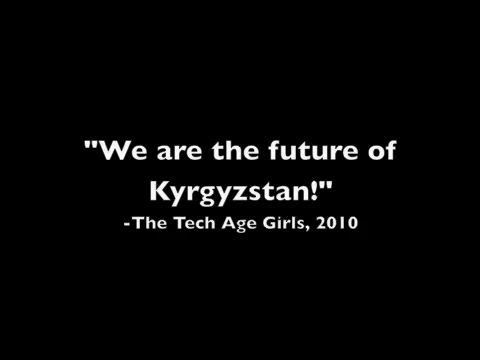 "We are the future of
Kyrgyzstan!"
-The Tech Age Girls, 2010